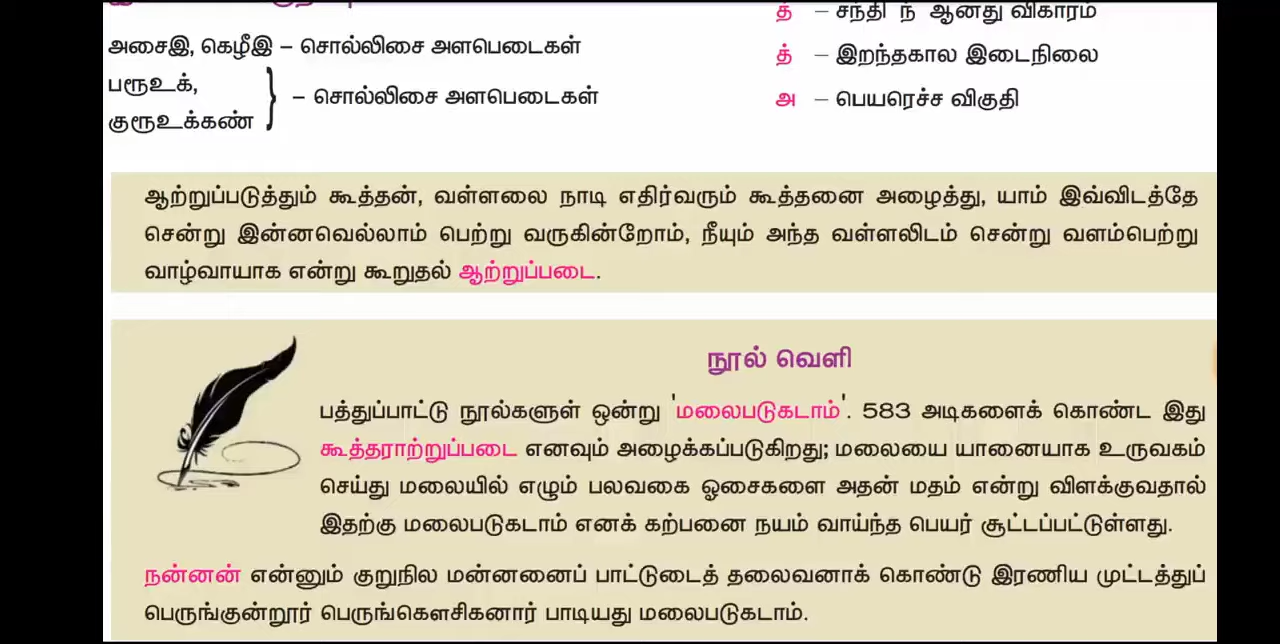 அசைஇ, கெழீஇ – சொல்லிசை அளபெடைகள்
பரூஉக்,
குரூஉக்கண் } – சொல்லிசை அளபெடைகள்
த் – சந்தி ந் ஆனது விகாரம்
த் – இறந்தகால இடைநிலை
அ – பெயரெச்ச விகுதி
ஆற்றுப்படுத்தும் கூத்தன், வள்ளலை நாடி எதிர்வரும் கூத்தனை அழைத்து, யாம் இவ்விடத்தே
சென்று இன்னவெல்லாம் பெற்று வருகின்றோம், நீயும் அந்த வள்ளலிடம் சென்று வளம்பெற்று
வாழ்வாயாக என்று கூறுதல் ஆற்றுப்படை.
நூல் வெளி
பத்துப்பாட்டு நூல்களுள் ஒன்று 'மலைபடுகடாம்'. 583 அடிகளைக் கொண்ட இது
கூத்தராற்றுப்படை எனவும் அழைக்கப்படுகிறது; மலையை யானையாக உருவகம்
செய்து மலையில் எழும் பலவகை ஓசைகளை அதன் மதம் என்று விளக்குவதால்
இதற்கு மலைபடுகடாம் எனக் கற்பனை நயம் வாய்ந்த பெயர் சூட்டப்பட்டுள்ளது.
நன்னன் என்னும் குறுநில மன்னனைப் பாட்டுடைத் தலைவனாக் கொண்டு இரணிய முட்டத்துப்
பெருங்குன்றூர் பெருங்கௌசிகனார் பாடியது மலைபடுகடாம்.